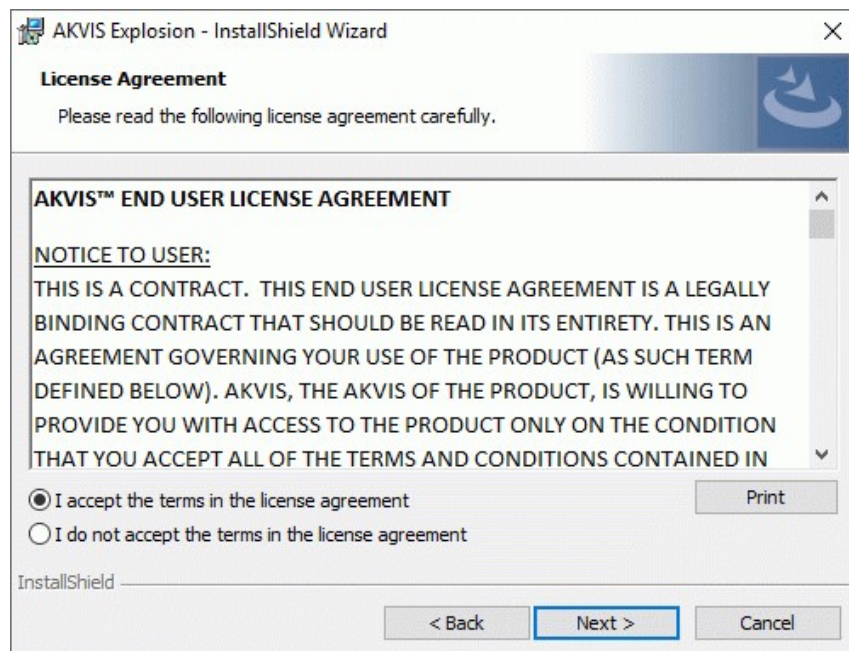 AKVIS Explosion - InstallShield Wizard
License Agreement
Please read the following license agreement carefully.
AKVIS™ END USER LICENSE AGREEMENT
NOTICE TO USER:
THIS IS A CONTRACT.  THIS END USER LICENSE AGREEMENT IS A LEGALLY
BINDING CONTRACT THAT SHOULD BE READ IN ITS ENTIRETY. THIS IS AN
AGREEMENT GOVERNING YOUR USE OF THE PRODUCT (AS SUCH TERM
DEFINED BELOW). AKVIS, THE AKVIS OF THE PRODUCT, IS WILLING TO
PROVIDE YOU WITH ACCESS TO THE PRODUCT ONLY ON THE CONDITION
THAT YOU ACCEPT ALL OF THE TERMS AND CONDITIONS CONTAINED IN
I accept the terms in the license agreement
Print
I do not accept the terms in the license agreement
InstallShield
< Back
Next >
Cancel